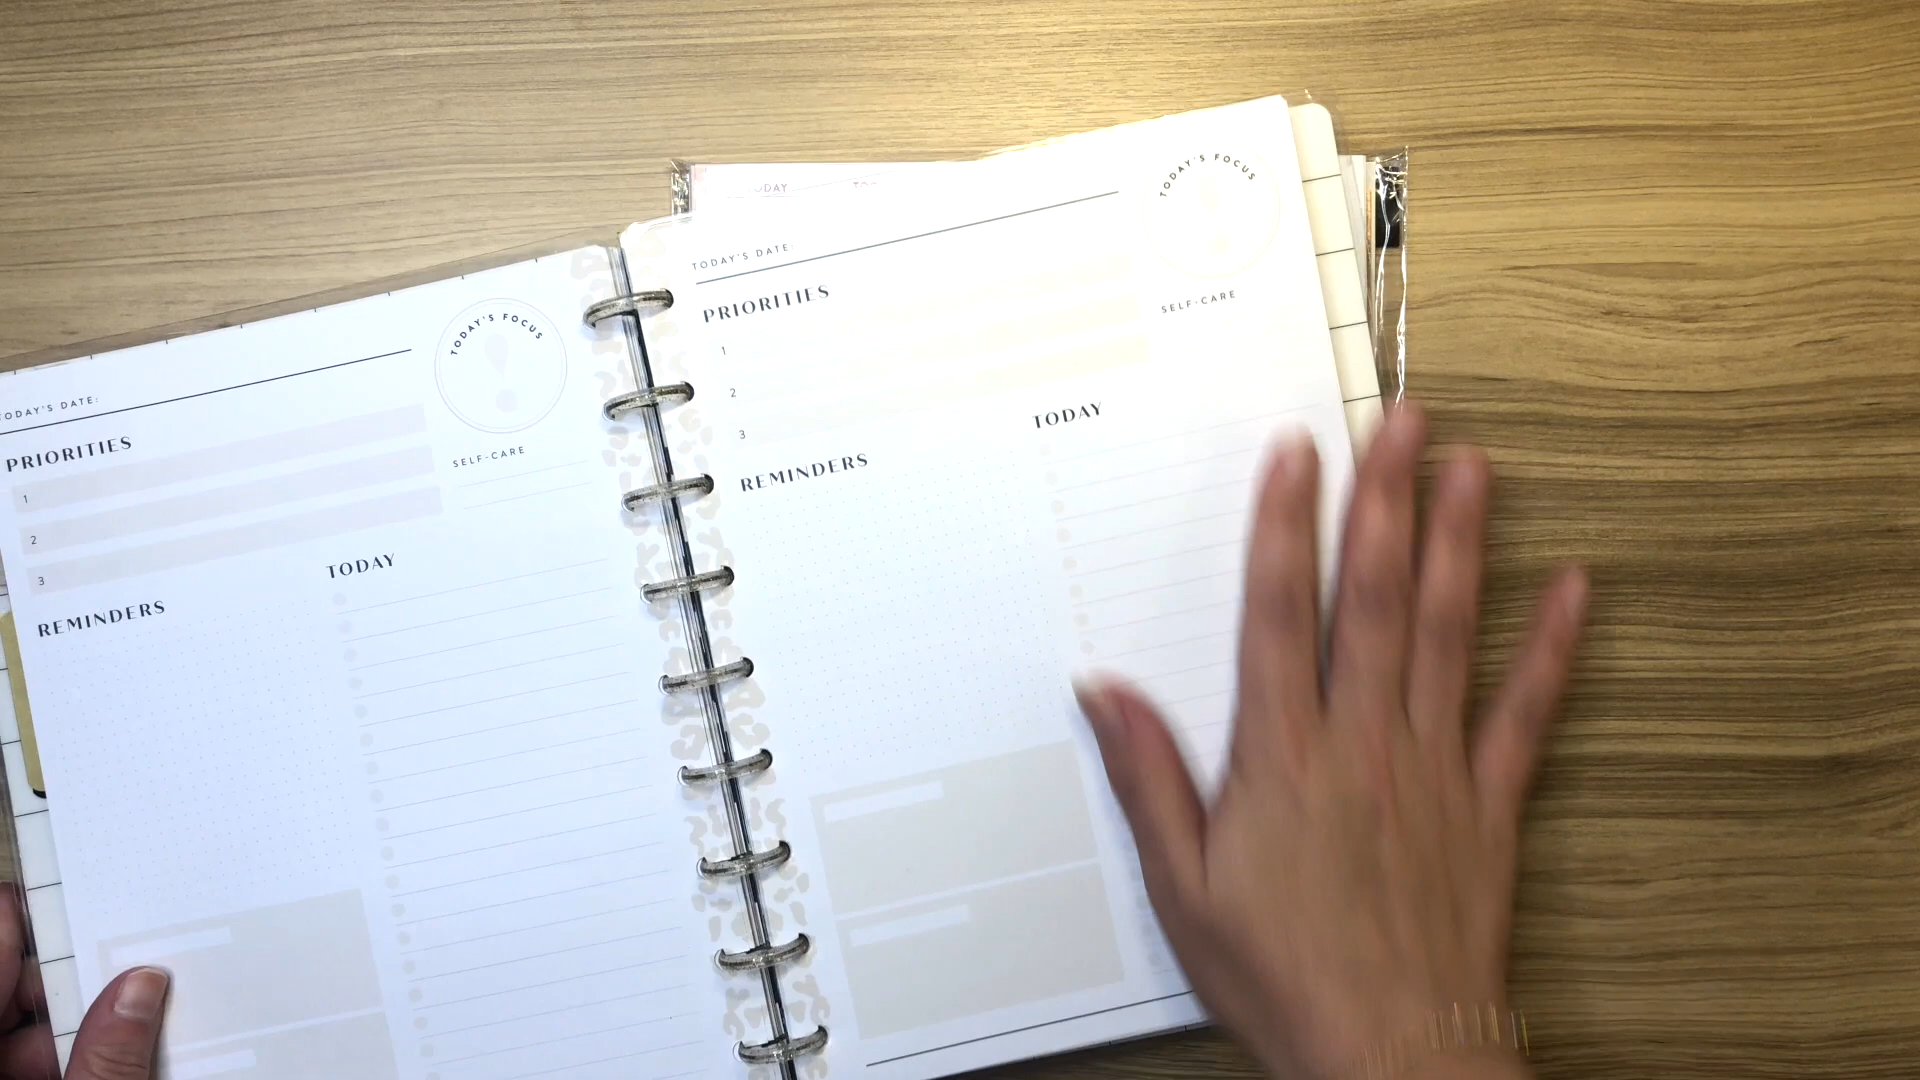 TODAY'S FOCUS
TODAY'S DATE:
PRIORITIES
SELF-CARE
1
2
3
TODAY
REMINDERS
TODAY
TODAY'S FOCUS
TODAY'S DATE:
PRIORITIES
SELF-CARE
1
2
3
TODAY
REMINDERS